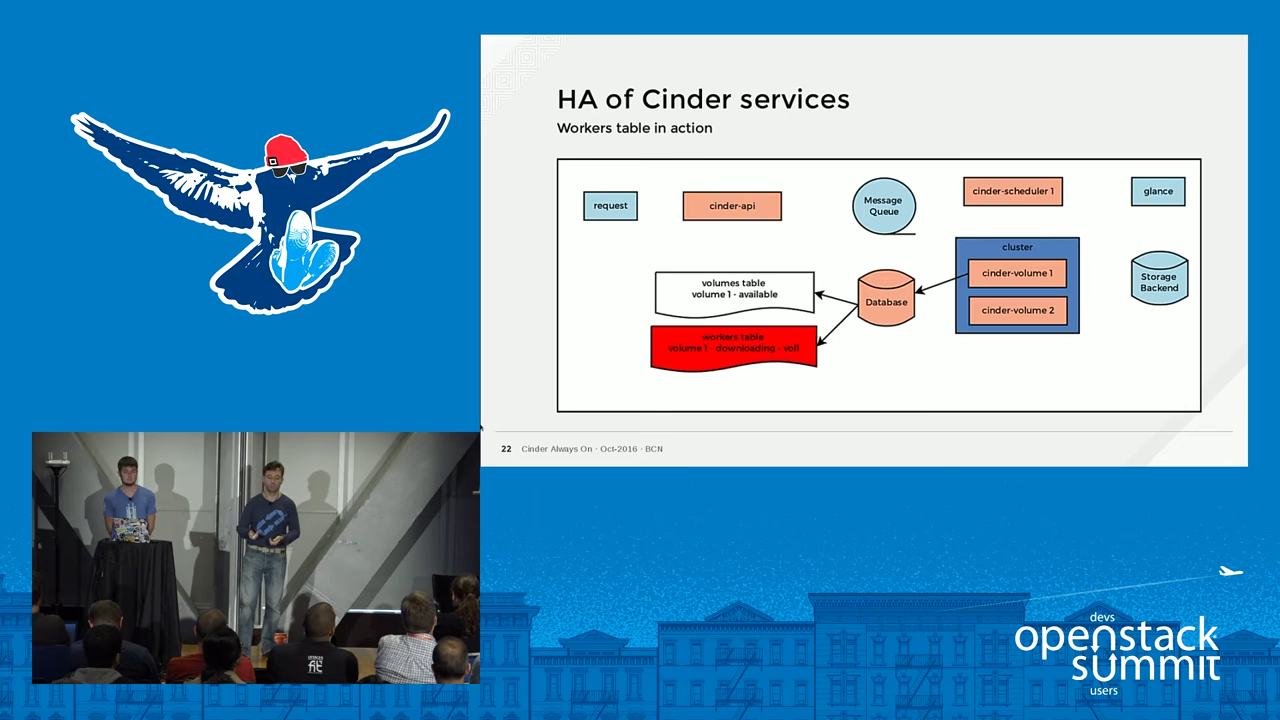 HA of Cinder services
Workers table in action
request
cinder-api
Message
Queue
cinder-scheduler 1
glance
cluster
cinder-volume 1
cinder-volume 2
Storage
Backend
Database
volumes table
volume 1 - available
workers table
volume 1 - downloading - vol1
22 Cinder Always On · Oct-2016 · BCN
devs
openstack
summit
users